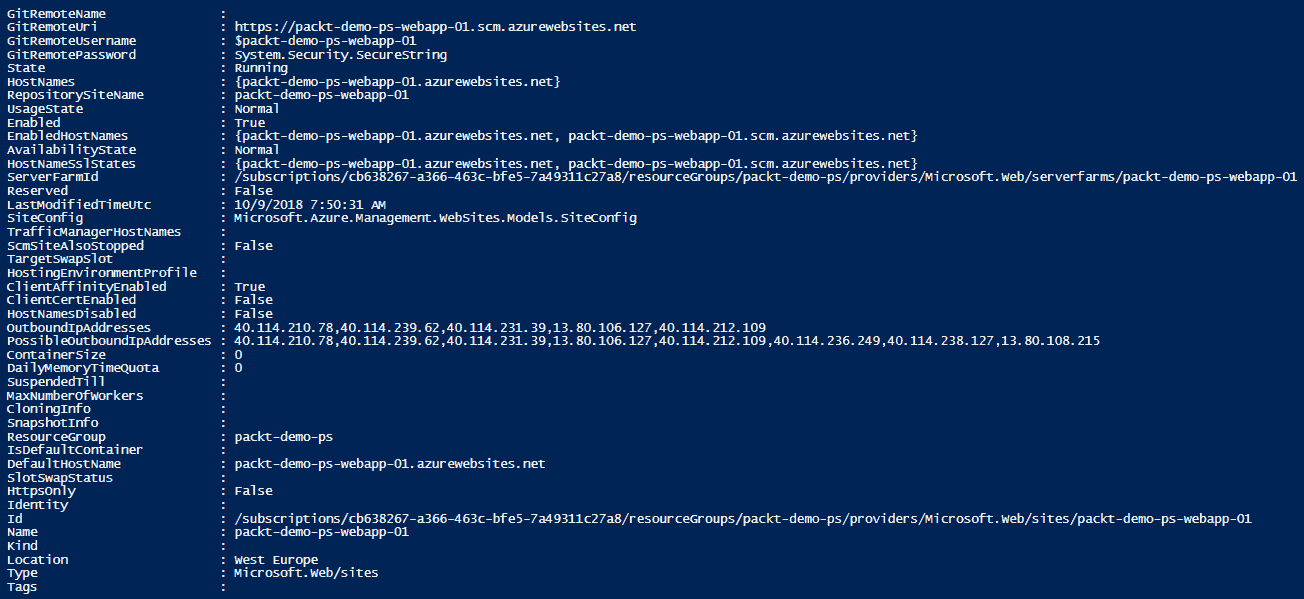 GitRemoteName            :
GitRemoteUri             : https://packt-demo-ps-webapp-01.scm.azurewebsites.net
GitRemoteUsername        : $packt-demo-ps-webapp-01
GitRemotePassword        : System.Security.SecureString
State                    : Running
HostNames                : {packt-demo-ps-webapp-01.azurewebsites.net}
RepositorySiteName       : packt-demo-ps-webapp-01
UsageState               : Normal
Enabled                  : True
EnabledHostNames         : {packt-demo-ps-webapp-01.azurewebsites.net, packt-demo-ps-webapp-01.scm.azurewebsites.net}
AvailabilityState        : Normal
HostNameSslStates        : {packt-demo-ps-webapp-01.azurewebsites.net, packt-demo-ps-webapp-01.scm.azurewebsites.net}
ServerFarmId             : /subscriptions/cb638267-a366-463c-bfe5-7a49311c27a8/resourceGroups/packt-demo-ps/providers/Microsoft.Web/serverfarms/packt-demo-ps-webapp-01
Reserved                 : False
LastModifiedTimeUtc      : 10/9/2018 7:50:31 AM
SiteConfig               : Microsoft.Azure.Management.WebSites.Models.SiteConfig
TrafficManagerHostNames  :
ScmSiteAlsoStopped       : False
TargetSwapSlot           :
HostingEnvironmentProfile :
ClientAffinityEnabled    : True
ClientCertEnabled        : False
HostNamesDisabled        : False
OutboundIpAddresses      : 40.114.210.78,40.114.239.62,40.114.231.39,13.80.106.127,40.114.212.109
PossibleOutboundIpAddresses : 40.114.210.78,40.114.239.62,40.114.231.39,13.80.106.127,40.114.212.109,40.114.236.249,40.114.238.127,13.80.108.215
ContainerSize            : 0
DailyMemoryTimeQuota     : 0
SuspendedTill            :
MaxNumberOfWorkers       :
CloningInfo              :
SnapshotInfo             :
ResourceGroup            : packt-demo-ps
IsDefaultContainer       :
DefaultHostName          : packt-demo-ps-webapp-01.azurewebsites.net
SlotSwapStatus           :
HttpsOnly                : False
Identity                 :
Id                       : /subscriptions/cb638267-a366-463c-bfe5-7a49311c27a8/resourceGroups/packt-demo-ps/providers/Microsoft.Web/sites/packt-demo-ps-webapp-01
Name                     : packt-demo-ps-webapp-01
Kind                     :
Location                 : West Europe
Type                     : Microsoft.Web/sites
Tags                     :